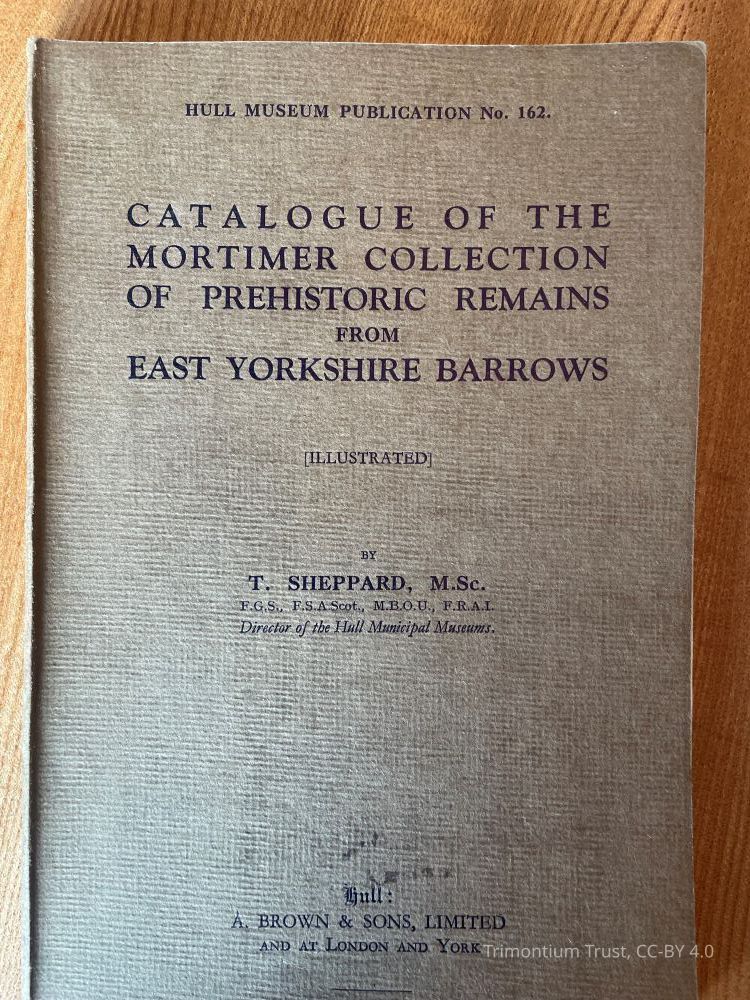 HULL MUSEUM PUBLICATION No. 162.
CATALOGUE OF THE
MORTIMER COLLECTION
OF PREHISTORIC REMAINS
FROM
EAST YORKSHIRE BARROWS
[ILLUSTRATED]
BY
T. SHEPPARD, M.Sc.
F.G.S., F.S.A.Scot., M.B.O.U., F.R.A.I.
Director of the Hull Municipal Museums.
Hull:
A. BROWN & SONS, LIMITED
AND AT LONDON AND YORK
Trimontium Trust, CC-BY 4.0